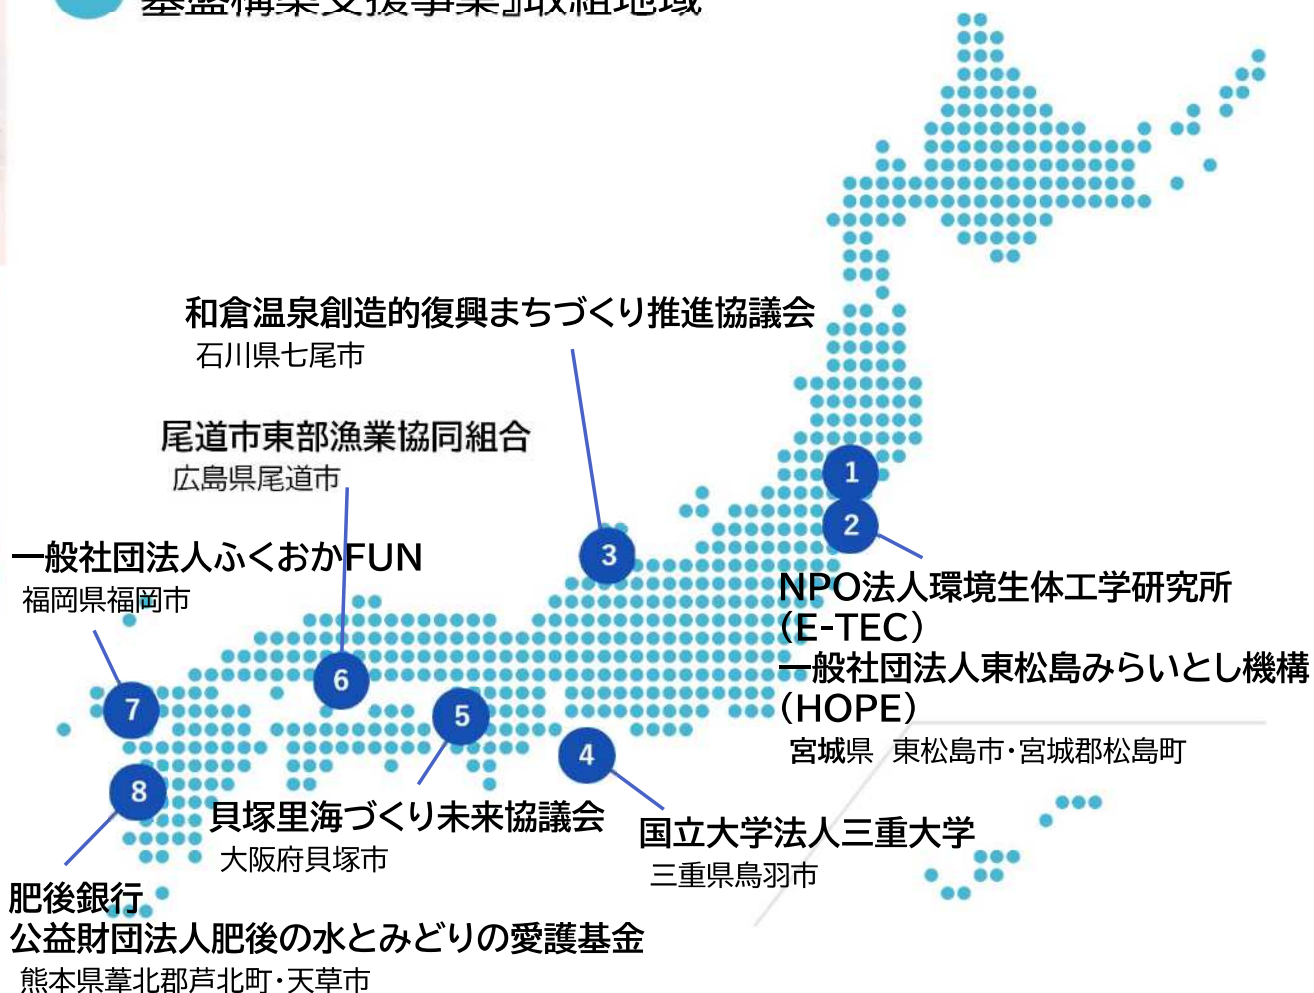 基盤構築支援事業』取組地域
和倉温泉創造的復興まちづくり推進協議会
石川県七尾市
尾道市東部漁業協同組合
広島県尾道市
一般社団法人ふくおかFUN
福岡県福岡市
1
2
3
NPO法人環境生体工学研究所
(E-TEC)
一般社団法人東松島みらいとし機構
(HOPE)
宮城県 東松島市・宮城郡松島町
6
7
5
4
8
貝塚里海づくり未来協議会
大阪府貝塚市
国立大学法人三重大学
三重県鳥羽市
肥後銀行
公益財団法人肥後の水とみどりの愛護基金
熊本県葦北郡芦北町・天草市